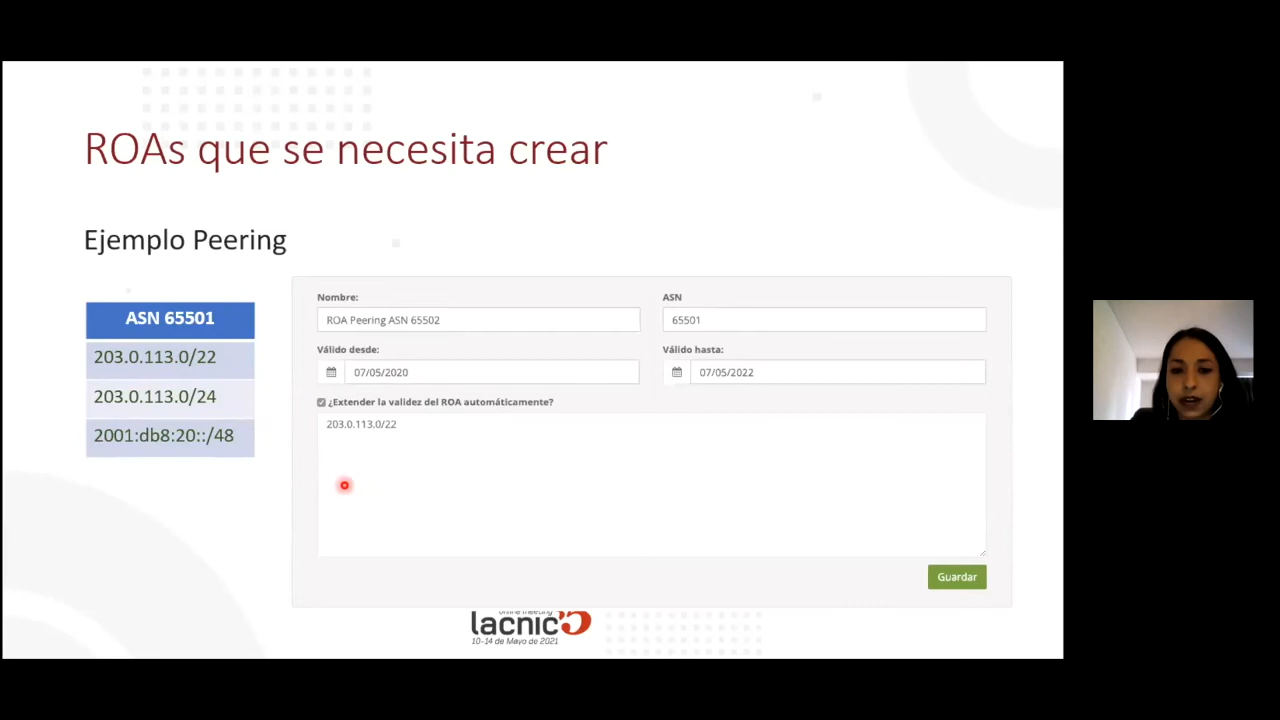 ROAs que se necesita crear
Ejemplo Peering
ASN 65501
203.0.113.0/22
203.0.113.0/24
2001:db8:20::/48
Nombre:
ASN
ROA Peering ASN 65502
65501
Válido desde:
Válido hasta:
07/05/2020
07/05/2022
¿Extender la validez del ROA automáticamente?
203.0.113.0/22
Guardar
online meeting
lacnic35
10-14 de Mayo de 2021